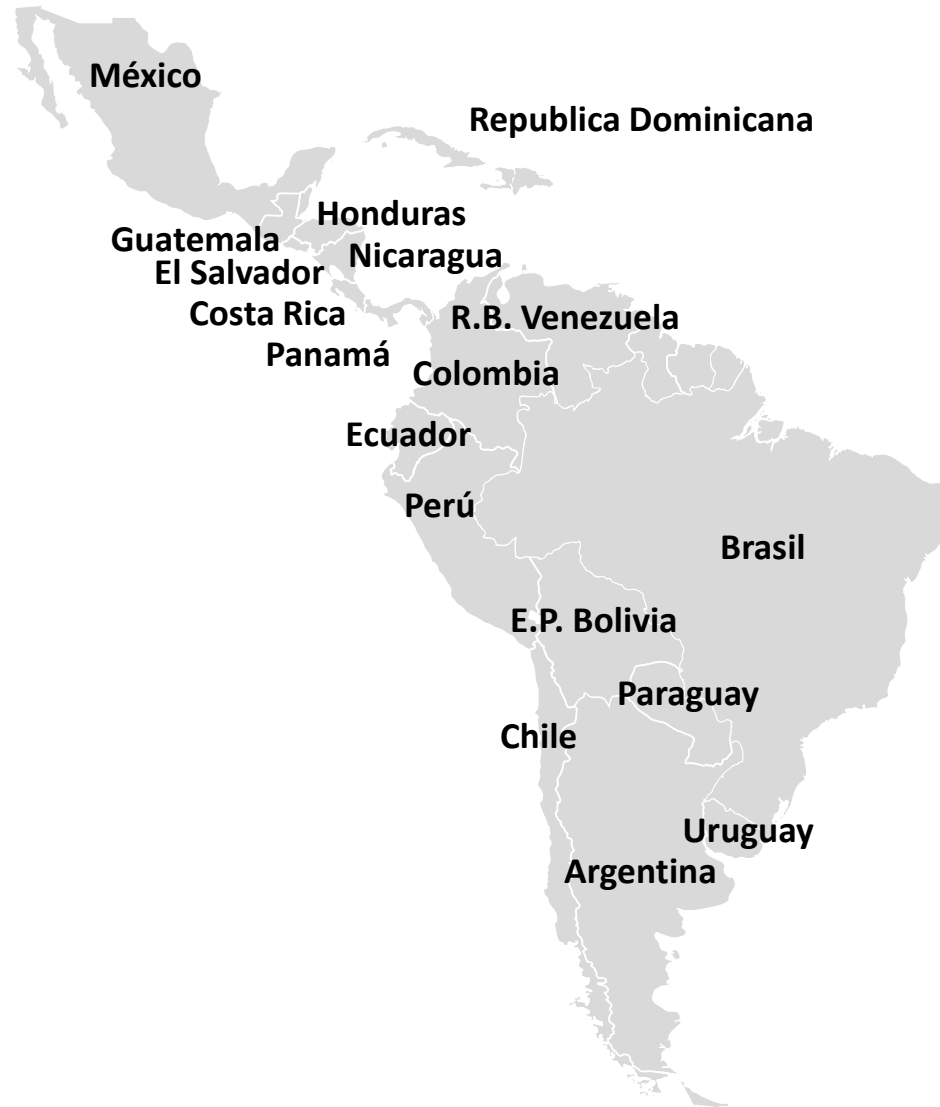 México
Republica Dominicana
Honduras
Guatemala
Nicaragua
El Salvador
Costa Rica
R.B. Venezuela
Panamá
Colombia
Ecuador
Perú
Brasil
E.P. Bolivia
Paraguay
Chile
Uruguay
Argentina